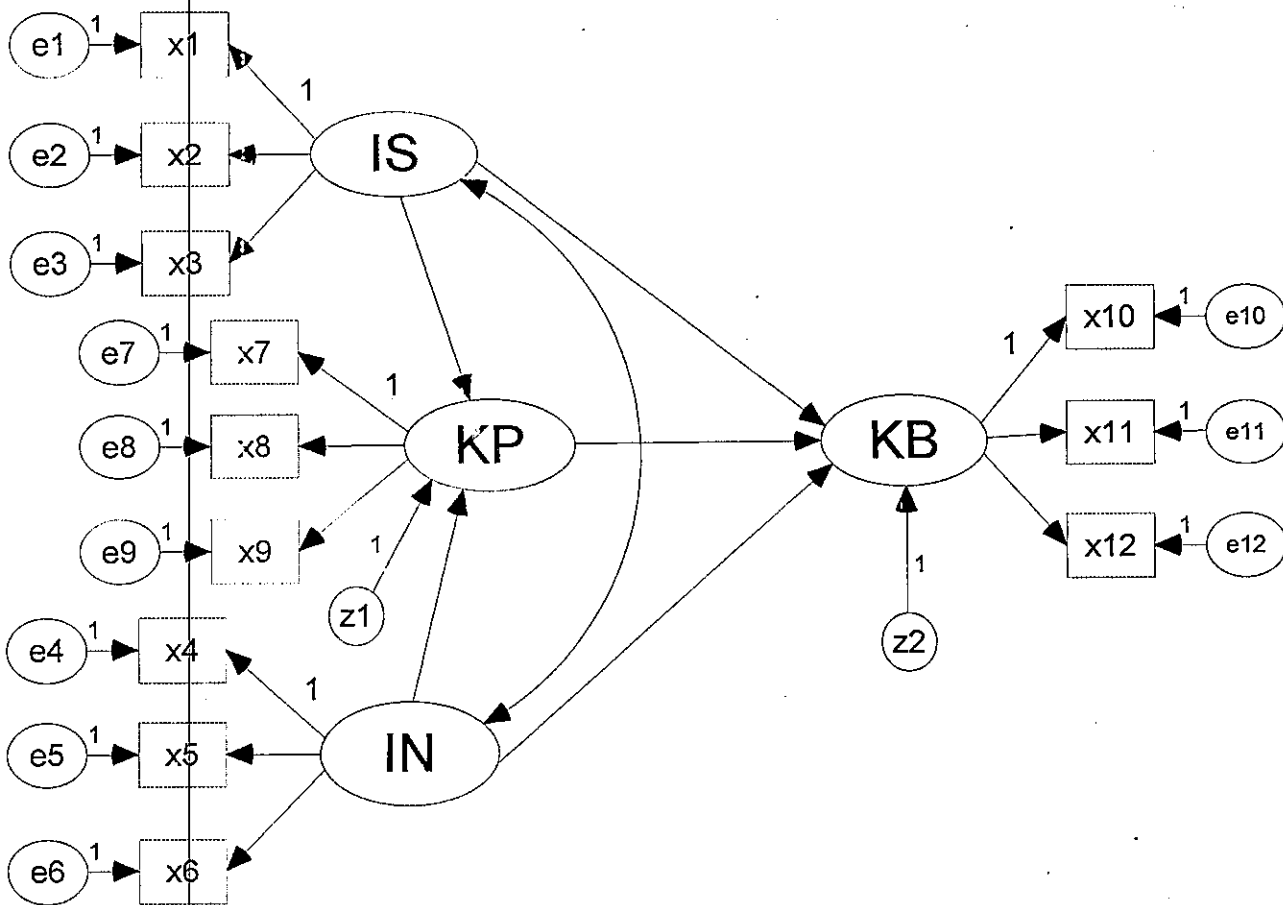 e1 1 x1
1
e2 1 x2
IS
e3 1 x3
e7 1 x7
1
x10 1 e10
1
e8 1 x8
KP
KB
x11 1 e11
e9 1 x9
1
x12 1 e12
1
z1
z2
e4 1 x4
1
e5 1 x5
IN
e6 1 x6